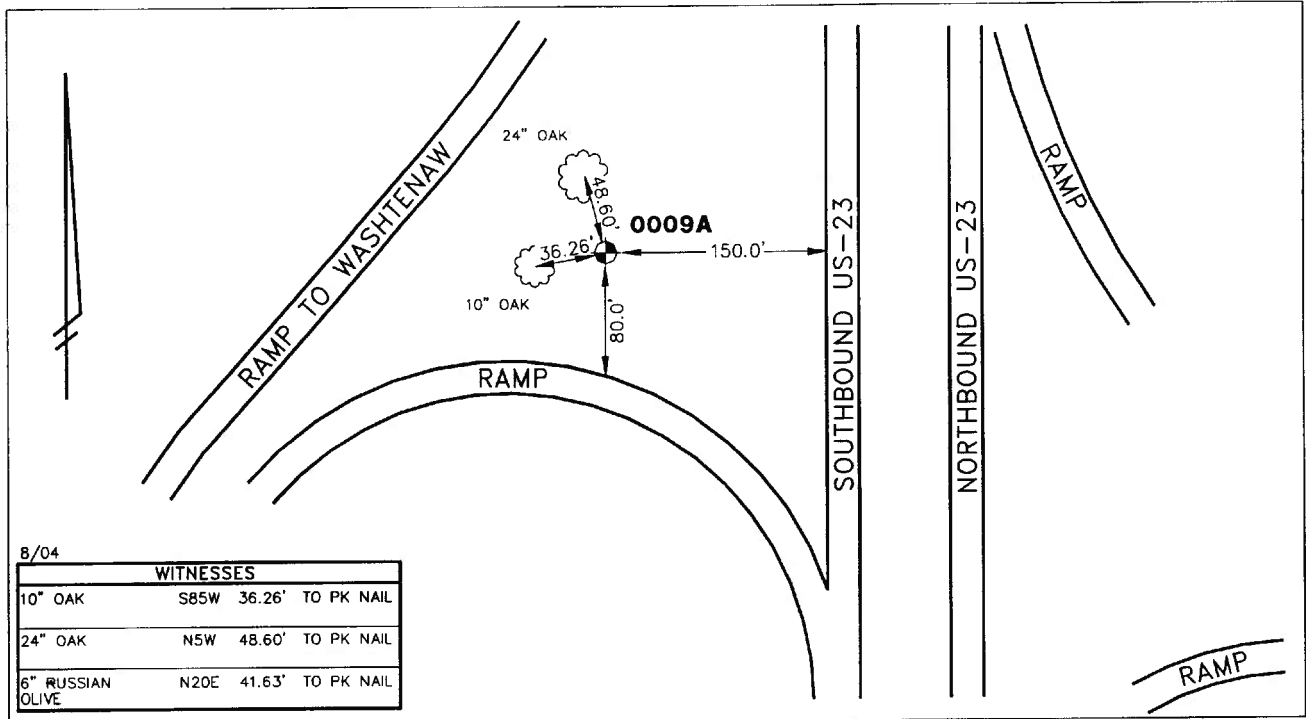 24" OAK
48.60'
0009A
36.26'
150.0'
10" OAK
80.0'
RAMP TO WASHTENAW
RAMP
SOUTHBOUND US-23
NORTHBOUND US-23
RAMP
RAMP
8/04
WITNESSES
10" OAK S85W 36.26' TO PK NAIL
24" OAK N5W 48.60' TO PK NAIL
6" RUSSIAN N20E 41.63' TO PK NAIL
OLIVE